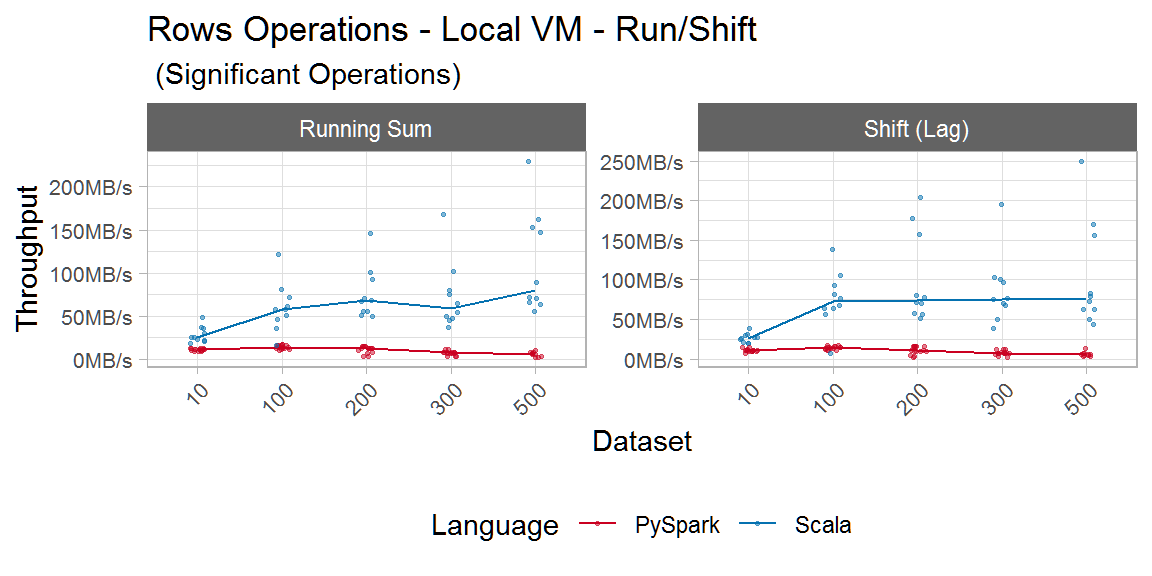 Rows Operations - Local VM - Run/Shift
(Significant Operations)
Running Sum
Shift (Lag)
Throughput
200MB/s
150MB/s
100MB/s
50MB/s
0MB/s
250MB/s
200MB/s
150MB/s
100MB/s
50MB/s
0MB/s
10
100
200
300
500
10
100
200
300
500
Dataset
Language
PySpark
Scala